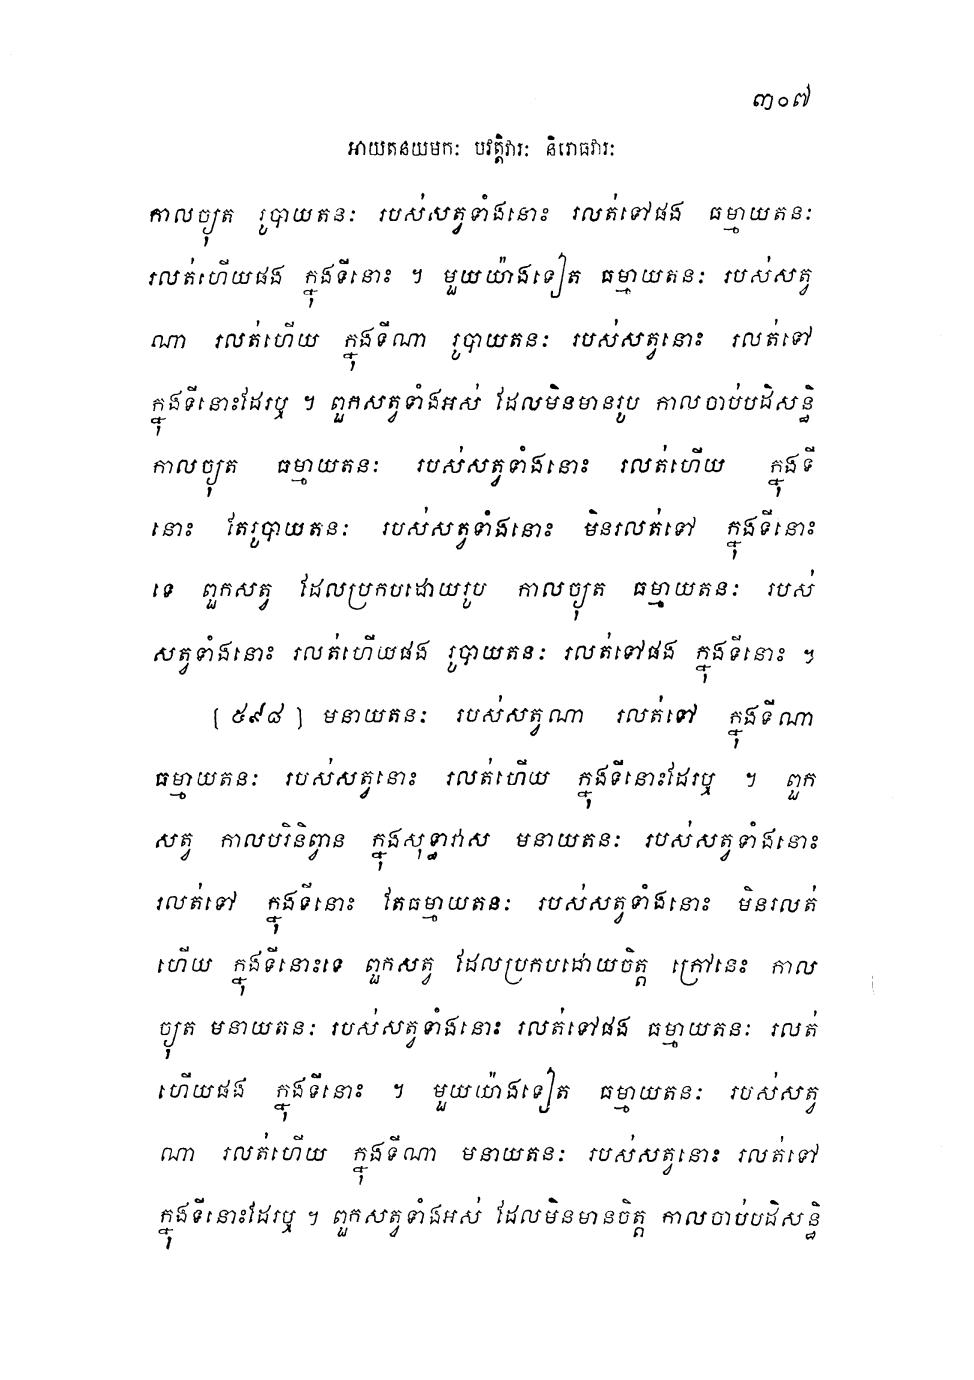 ៣០៧
អាយតនយមកៈ បវត្តិវារៈ និរោធវារៈ
កាលច្យុត រូបាយតនៈ របស់សត្វទាំងនោះ រលត់ទៅផង ធម្មាយតនៈ
រលត់ហើយផង ក្នុងទីនោះ ។ មួយយ៉ាងទៀត ធម្មាយតនៈ របស់សត្វ
ណា រលត់ហើយ ក្នុងទីណា រូបាយតនៈ របស់សត្វនោះ រលត់ទៅ
ក្នុងទីនោះដែរឬ ។ ពួកសត្វទាំងអស់ ដែលមិនមានរូប កាលចាប់បដិសន្ធិ
កាលច្យុត ធម្មាយតនៈ របស់សត្វទាំងនោះ រលត់ហើយ ក្នុងទី
នោះ តែរូបាយតនៈ របស់សត្វទាំងនោះ មិនរលត់ទៅ ក្នុងទីនោះ
ទេ ពួកសត្វ ដែលប្រកបដោយរូប កាលច្យុត ធម្មាយតនៈ របស់
សត្វទាំងនោះ រលត់ហើយផង រូបាយតនៈ រលត់ទៅផង ក្នុងទីនោះ ។
[ ៥៩៨ ] មនាយតនៈ របស់សត្វណា រលត់ទៅ ក្នុងទីណា
ធម្មាយតនៈ របស់សត្វនោះ រលត់ហើយ ក្នុងទីនោះដែរឬ ។ ពួក
សត្វ កាលបរិនិព្វាន ក្នុងសុទ្ធាវាស មនាយតនៈ របស់សត្វទាំងនោះ
រលត់ទៅ ក្នុងទីនោះ តែធម្មាយតនៈ របស់សត្វទាំងនោះ មិនរលត់
ហើយ ក្នុងទីនោះទេ ពួកសត្វ ដែលប្រកបដោយចិត្ត ក្រៅនេះ កាល
ច្យុត មនាយតនៈ របស់សត្វទាំងនោះ រលត់ទៅផង ធម្មាយតនៈ រលត់
ហើយផង ក្នុងទីនោះ ។ មួយយ៉ាងទៀត ធម្មាយតនៈ របស់សត្វ
ណា រលត់ហើយ ក្នុងទីណា មនាយតនៈ របស់សត្វនោះ រលត់ទៅ
ក្នុងទីនោះដែរឬ ។ ពួកសត្វទាំងអស់ ដែលមិនមានចិត្ត កាលចាប់បដិសន្ធិ